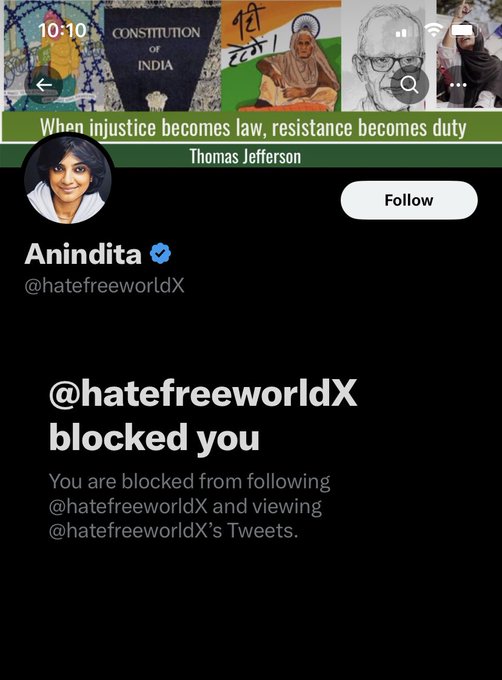 10:10
CONSTITUTION
OF
INDIA
नही
हटेंगे!
When injustice becomes law, resistance becomes duty
Thomas Jefferson
Follow
Anindita
@hatefreeworldX
@hatefreeworldX
blocked you
You are blocked from following
@hatefreeworldX and viewing
@hatefreeworldX’s Tweets.